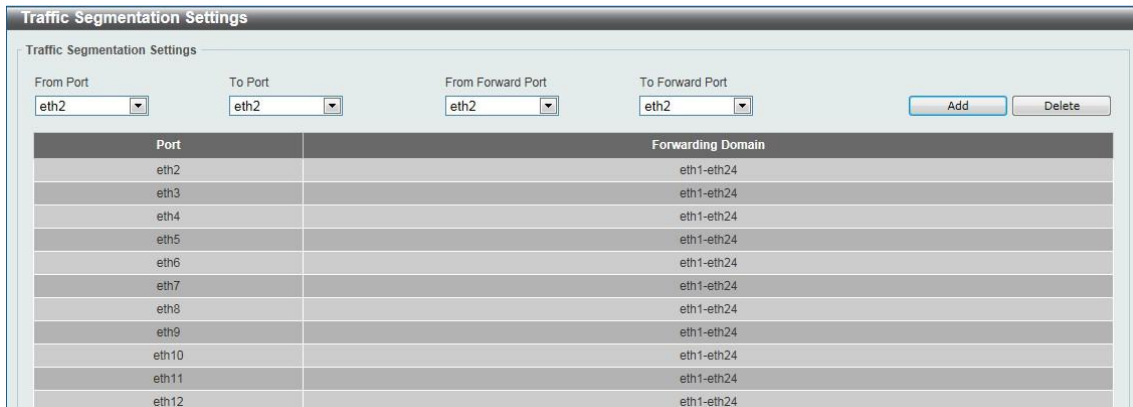 Traffic Segmentation Settings
Traffic Segmentation Settings
From Port To Port From Forward Port To Forward Port
eth2 eth2 eth2 eth2 Add Delete
Port Forwarding Domain
eth2 eth1-eth24
eth3 eth1-eth24
eth4 eth1-eth24
eth5 eth1-eth24
eth6 eth1-eth24
eth7 eth1-eth24
eth8 eth1-eth24
eth9 eth1-eth24
eth10 eth1-eth24
eth11 eth1-eth24
eth12 eth1-eth24